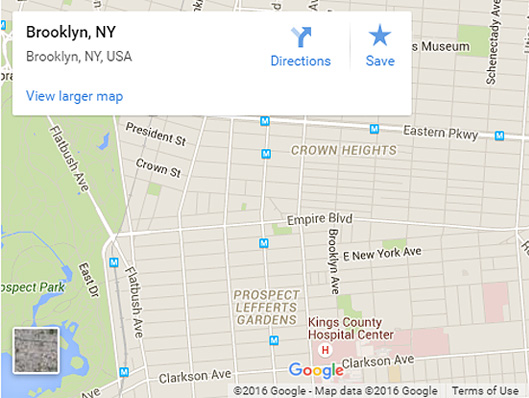 Brooklyn, NY
Brooklyn, NY, USA
View larger map
Directions
Save
s Museum
Schenectady Ave
Eastern Pkwy
M
M
M
M
President St
CROWN HEIGHTS
Crown St
Flatbush Ave
Empire Blvd
M
Brooklyn Ave
E New York Ave
M
East Dr
Flatbush Ave
ospect Park
PROSPECT
LEFFERTS
GARDENS
Kings County
Hospital Center
H
M
M
Clarkson Ave
Clarkson Ave
Google
©2016 Google - Map data ©2016 Google
Terms of Use